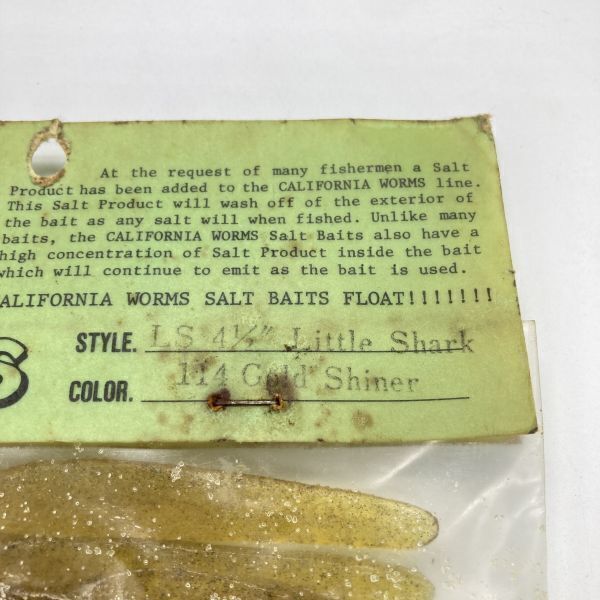 At the request of many fishermen a Salt
Product has been added to the CALIFORNIA WORMS line.
This Salt Product will wash off of the exterior of
the bait as any salt will when fished. Unlike many
baits, the CALIFORNIA WORMS Salt Baits also have a
high concentration of Salt Product inside the bait
which will continue to emit as the bait is used.
CALIFORNIA WORMS SALT BAITS FLOAT!!!!!!!
S
STYLE. LS 4½" Little Shark
COLOR. 114 Gold Shiner